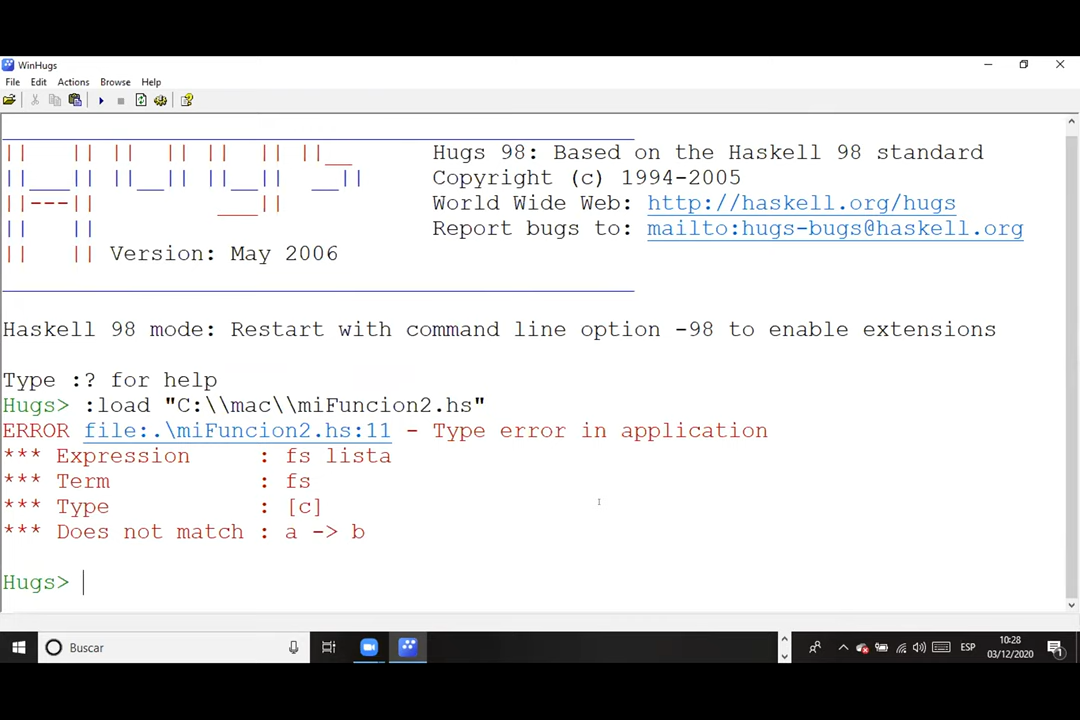 WinHugs
File Edit Actions Browse Help
Hugs 98: Based on the Haskell 98 standard
Copyright (c) 1994-2005
World Wide Web: http://haskell.org/hugs
Report bugs to: mailto:hugs-bugs@haskell.org
Version: May 2006
Haskell 98 mode: Restart with command line option -98 to enable extensions
Type :? for help
Hugs> :load "C:\\mac\\miFuncion2.hs"
ERROR file:.\miFuncion2.hs:11 - Type error in application
*** Expression : fs lista
*** Term : fs
*** Type : [c]
*** Does not match : a -> b
Hugs>
Buscar
ESP
10:28
03/12/2020
1